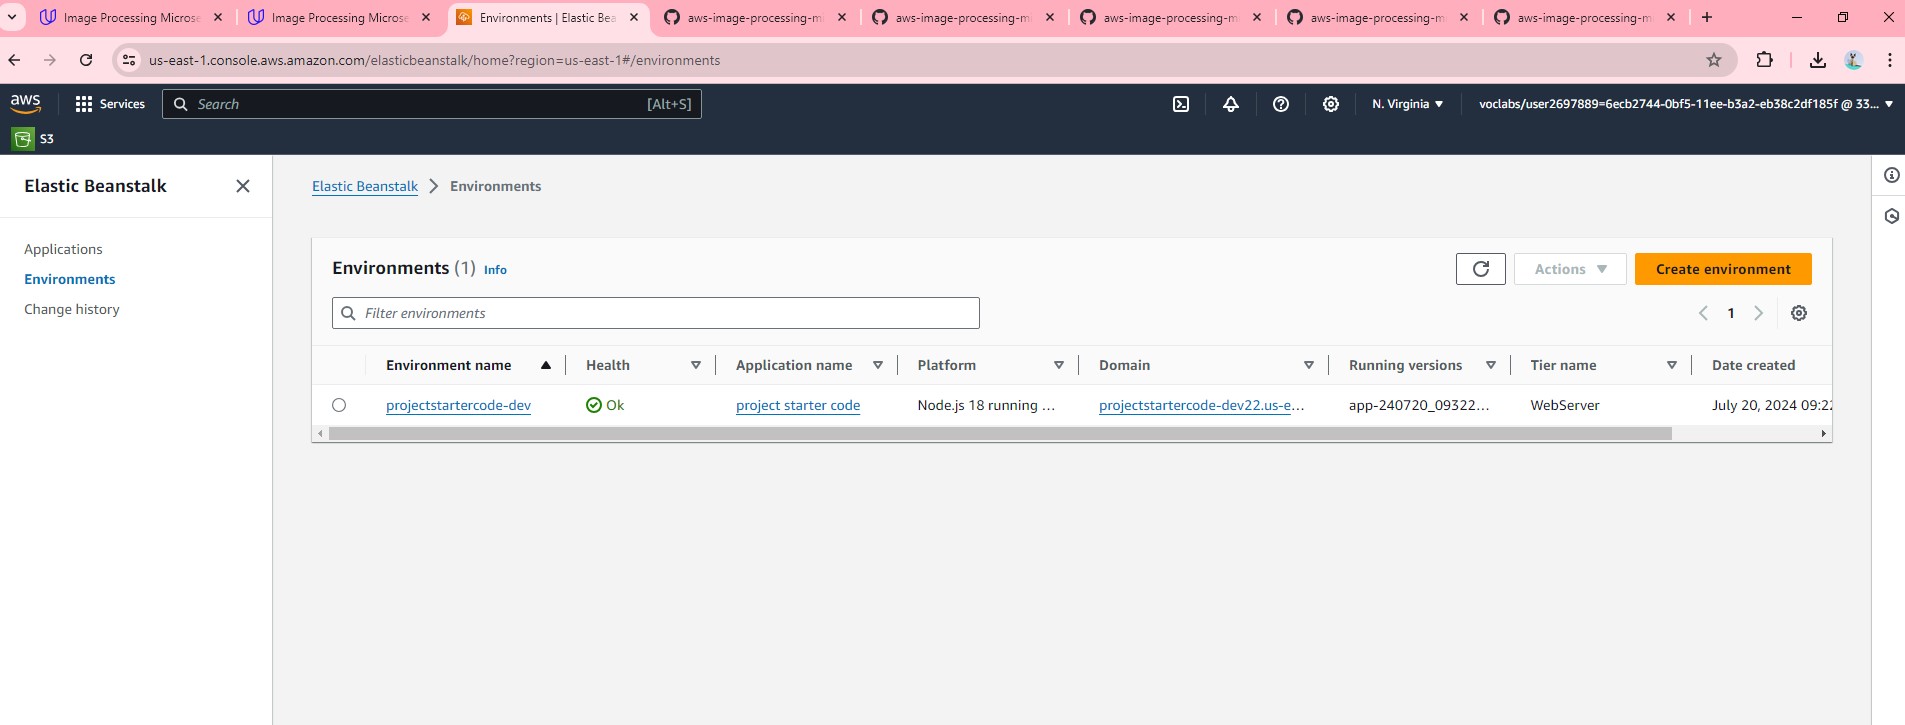 Image Processing Micros
Image Processing Micros
Environments | Elastic Bea
aws-image-processing-m
aws-image-processing-m
aws-image-processing-m
aws-image-processing-m
aws-image-processing-m
us-east-1.console.aws.amazon.com/elasticbeanstalk/home?region=us-east-1#/environments
aws
Services
Search
[Alt+S]
N. Virginia
voclabs/user2697889=6ecb2744-0bf5-11ee-b3a2-eb38c2df185f @ 33...
S3
Elastic Beanstalk
Applications
Environments
Change history
Elastic Beanstalk > Environments
Environments (1) Info
Actions
Create environment
Filter environments
1
Environment name Health Application name Platform Domain Running versions Tier name Date created
projectstartercode-dev Ok project starter code Node.js 18 running ... projectstartercode-dev22.us-e... app-240720_09322... WebServer July 20, 2024 09:22